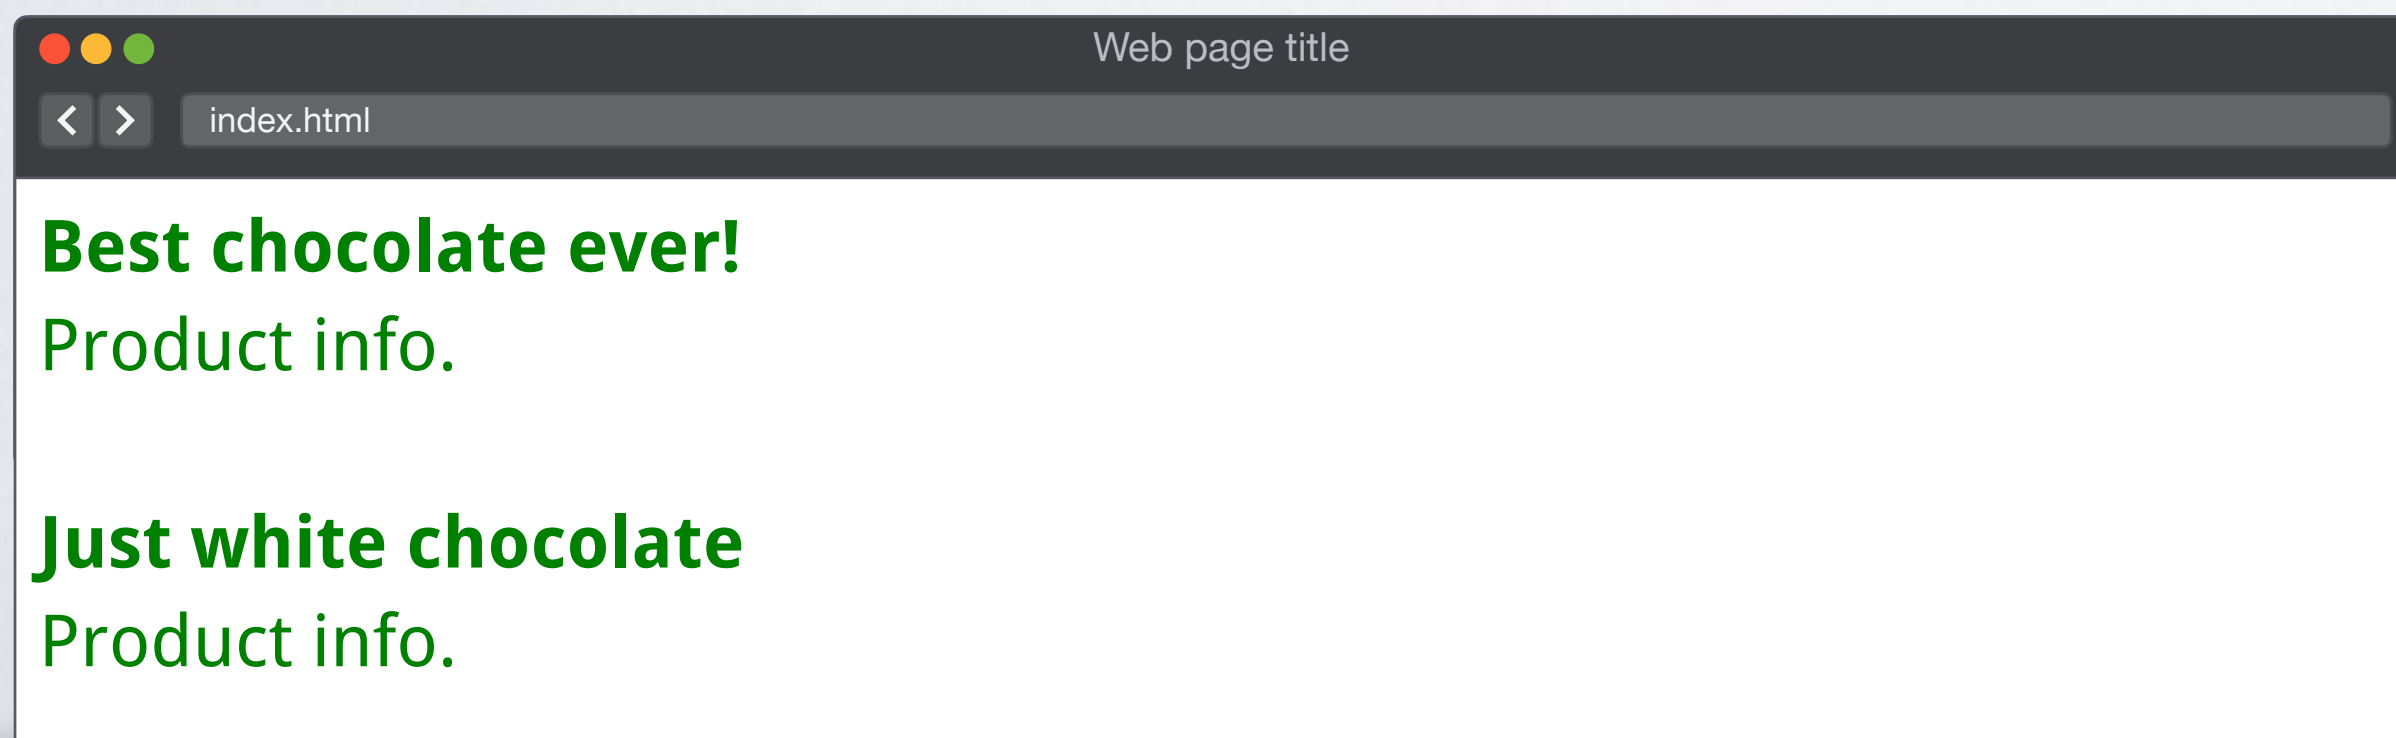 Web page title
index.html
Best chocolate ever!
Product info.
Just white chocolate
Product info.